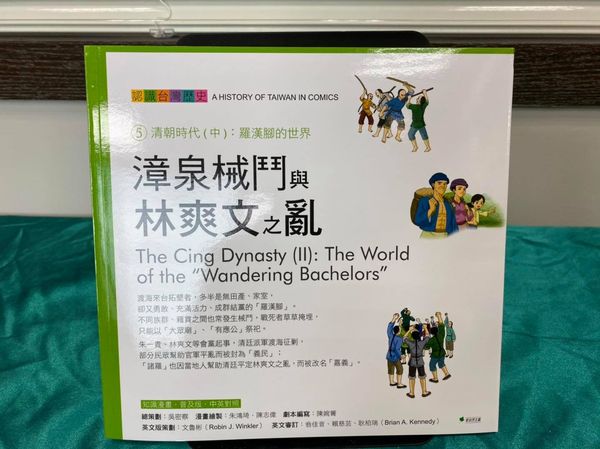 認識台灣歷史 A HISTORY OF TAIWAN IN COMICS
⑤ 清朝時代(中):羅漢腳的世界
漳泉械鬥與
林爽文之亂
The Cing Dynasty (II): The World
of the “Wandering Bachelors”
渡海來台拓墾者,多半是無田產、家室,
卻又勇敢、充滿活力、成群結黨的「羅漢腳」。
不同族群、籍貫之間也常發生械鬥,戰死者草草掩埋,
只能以「大眾廟」、「有應公」祭祀。
朱一貴、林爽文等會黨起事,清廷派軍渡海征剿,
部分民眾幫助官軍平亂而被封為「義民」;
「諸羅」也因當地人幫助清廷平定林爽文之亂,而被改名「嘉義」。
知識漫畫.普及版.中英對照
總策劃:吳密察 漫畫繪製:朱鴻琦.陳志偉 劇本編寫:陳婉菁
英文版策劃:文魯彬(Robin J. Winkler) 英文審訂:翁佳音、賴慈芸、耿柏瑞(Brian A. Kennedy)